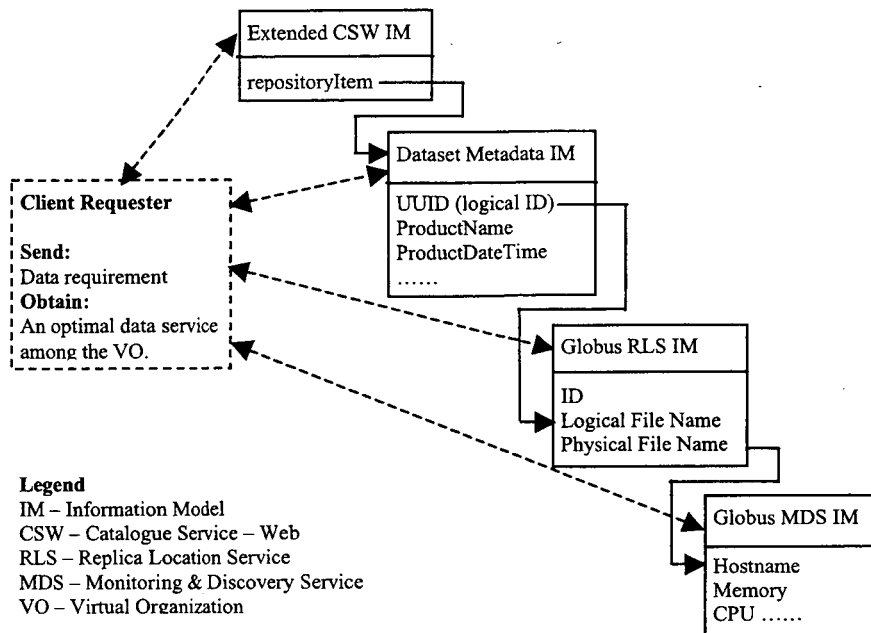 Extended CSW IM
repositoryItem
Dataset Metadata IM
UUID (logical ID)
ProductName
ProductDateTime
......
Client Requester
Send:
Data requirement
Obtain:
An optimal data service
among the VO.
Globus RLS IM
ID
Logical File Name
Physical File Name
Globus MDS IM
Hostname
Memory
CPU ......
Legend
IM – Information Model
CSW – Catalogue Service – Web
RLS – Replica Location Service
MDS – Monitoring & Discovery Service
VO – Virtual Organization